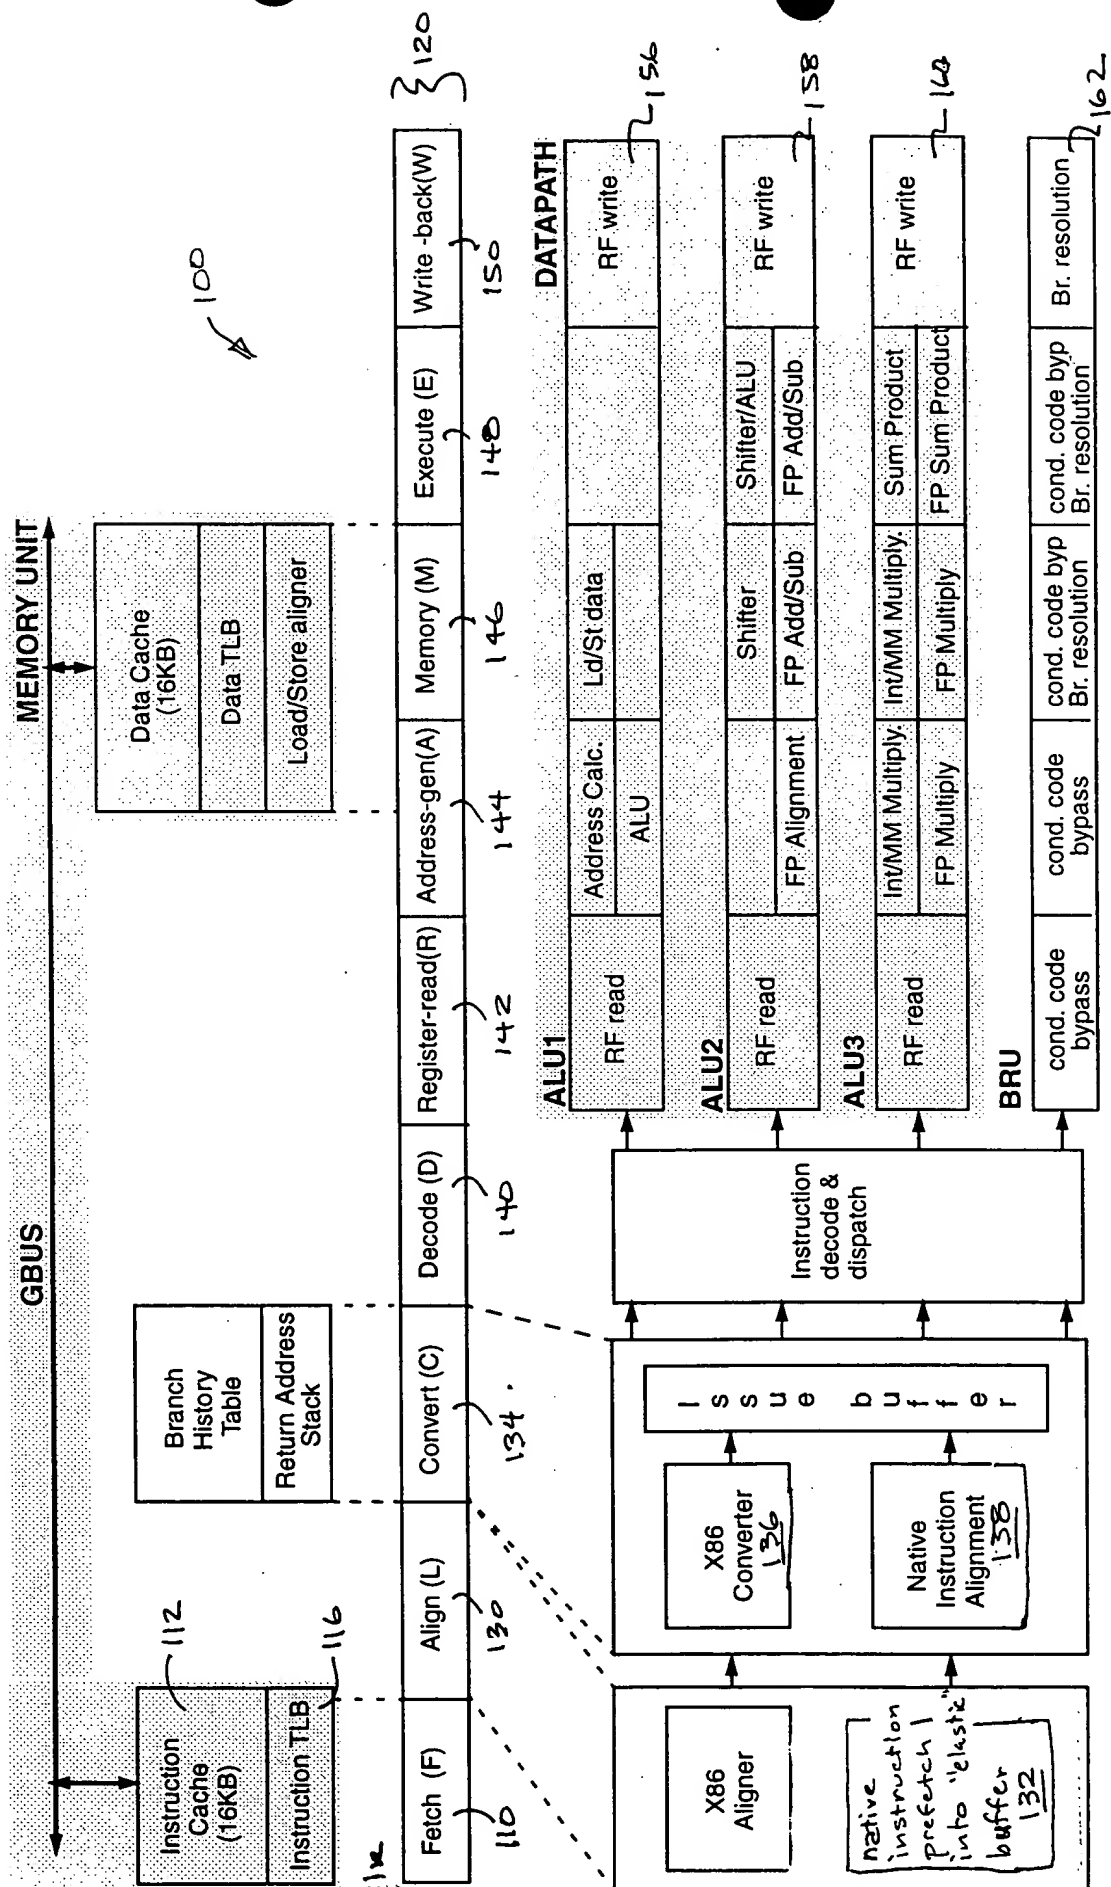 GBUS
MEMORY UNIT
100
Instruction
Cache
(16KB)
Instruction TLB
112
116
Branch
History
Table
Return Address
Stack
Data Cache
(16KB)
Data TLB
Load/Store aligner
Fetch (F)
Align (L)
Convert (C)
Decode (D)
Register-read(R)
Address-gen(A)
Memory (M)
Execute (E)
Write -back(W)
120
110
130
134
140
142
144
146
148
150
X86
Aligner
native
instruction
prefetch
into "elastic"
buffer
132
X86
Converter
136
Native
Instruction
Alignment
138
Issue buffer
Instruction
decode &
dispatch
DATAPATH
ALU1
RF read
Address Calc.
ALU
Ld/St data
RF write
156
ALU2
RF read
FP Alignment
Shifter
FP Add/Sub
Shifter/ALU
FP Add/Sub
RF write
158
ALU3
RF read
Int/MM Multiply.
FP Multiply
Int/MM Multiply.
FP Multiply
Sum Product
FP Sum Product
RF write
BRU
cond. code
bypass
cond. code
bypass
cond. code byp
Br. resolution
cond. code byp
Br. resolution
Br. resolution
162